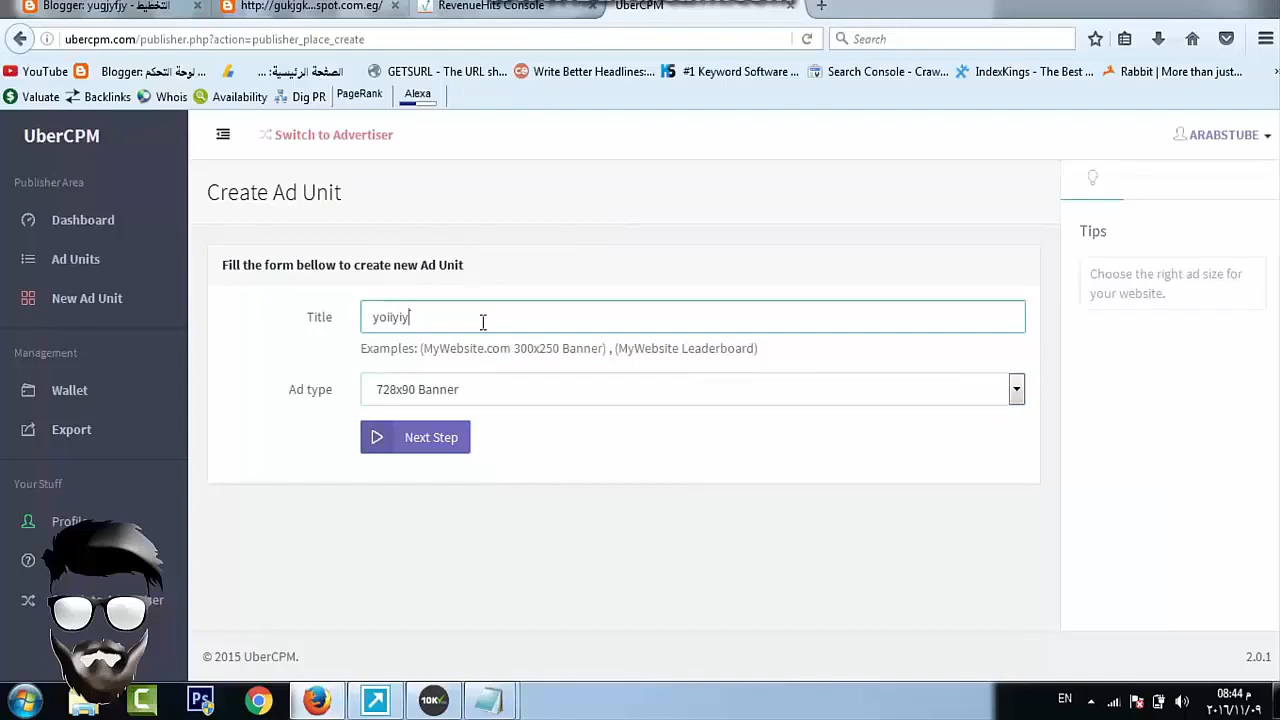 Blogger: yugjyfjy - التخطيط
http://gukjgk...spot.com.eg/
RevenueHits Console
UberCPM
ubercpm.com/publisher.php?action=publisher_place_create
Search
YouTube
Blogger: لوحة التحكم...
الصفحة الرئيسية: ...
GETSURL - The URL sh...
Write Better Headlines:...
#1 Keyword Software ...
Search Console - Craw...
IndexKings - The Best ...
Rabbit | More than just...
Valuate
Backlinks
Whois
Availability
Dig PR
PageRank
Alexa
UberCPM
Switch to Advertiser
ARABSTUBE
Publisher Area
Dashboard
Ad Units
New Ad Unit
Management
Wallet
Export
Your Stuff
Create Ad Unit
Fill the form bellow to create new Ad Unit
Title
yoiiyiy
Examples: (MyWebsite.com 300x250 Banner) , (MyWebsite Leaderboard)
Ad type
728x90 Banner
Next Step
Tips
Choose the right ad size for
your website.
© 2015 UberCPM.
2.0.1
10K
EN
08:44 م
٢٠١٦/١١/٠٩